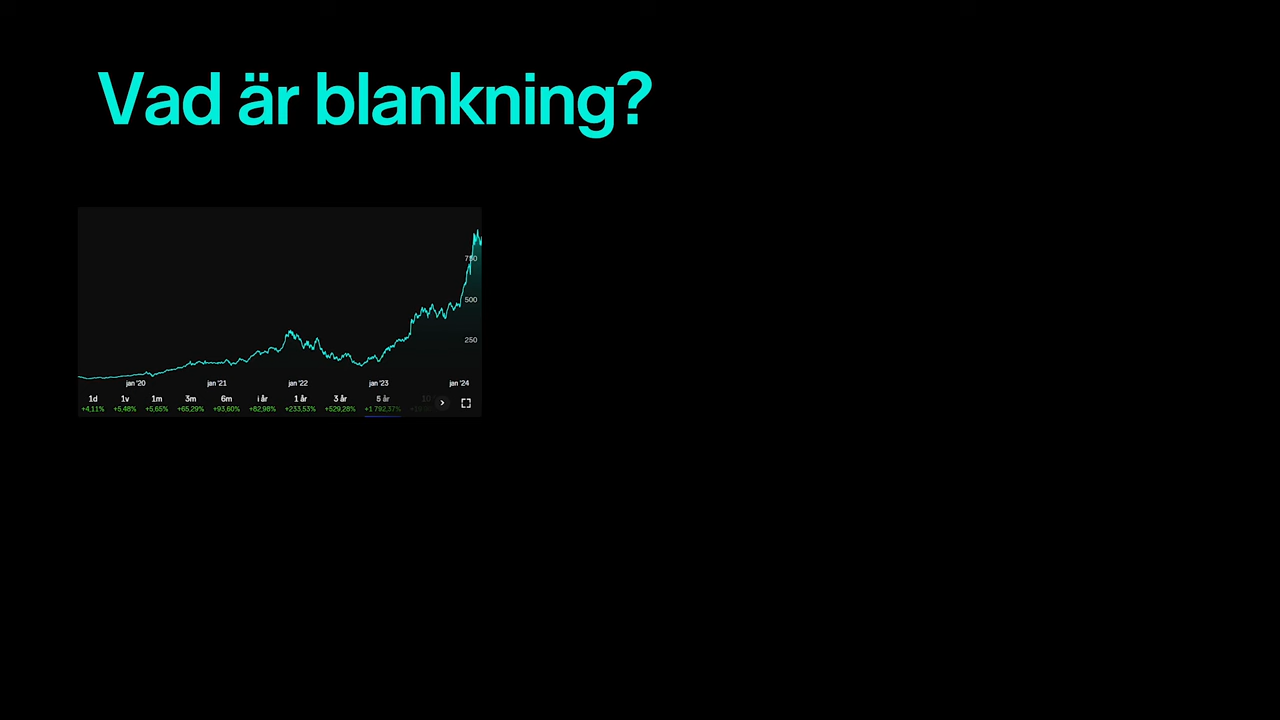 Vad är blankning?
750
500
250
jan '20 jan '21 jan '22 jan '23 jan '24
1d 1v 1m 3m 6m i år 1 år 3 år 5 år 10
+4,11% +5,48% +5,65% +65,29% +93,60% +82,98% +233,53% +529,28% +1 792,37%